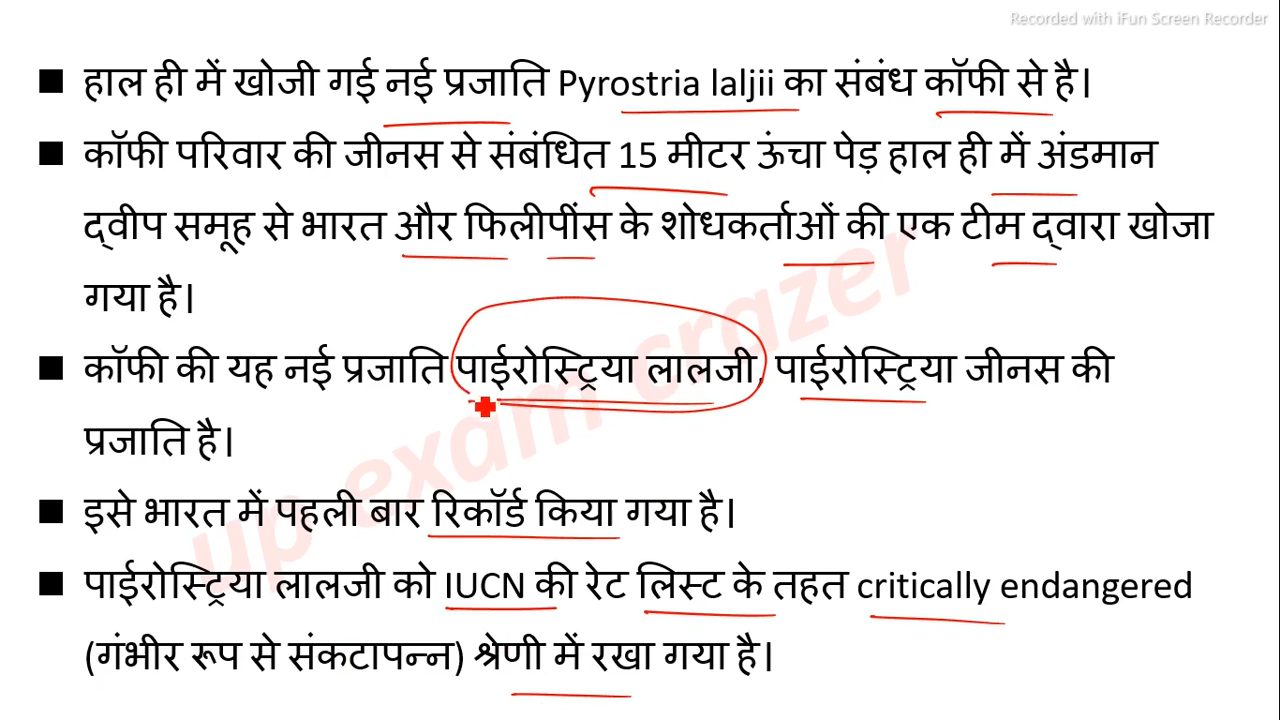 Recorded with iFun Screen Recorder
■ हाल ही में खोजी गई नई प्रजाति Pyrostria laljii का संबंध कॉफी से है।
■ कॉफी परिवार की जीनस से संबंधित 15 मीटर ऊंचा पेड़ हाल ही में अंडमान
द्वीप समूह से भारत और फिलीपींस के शोधकर्ताओं की एक टीम द्वारा खोजा
गया है।
■ कॉफी की यह नई प्रजाति पाईरोस्ट्रिया लालजी, पाईरोस्ट्रिया जीनस की
प्रजाति है।
■ इसे भारत में पहली बार रिकॉर्ड किया गया है।
■ पाईरोस्ट्रिया लालजी को IUCN की रेट लिस्ट के तहत critically endangered
(गंभीर रूप से संकटापन्न) श्रेणी में रखा गया है।
up exam crazer